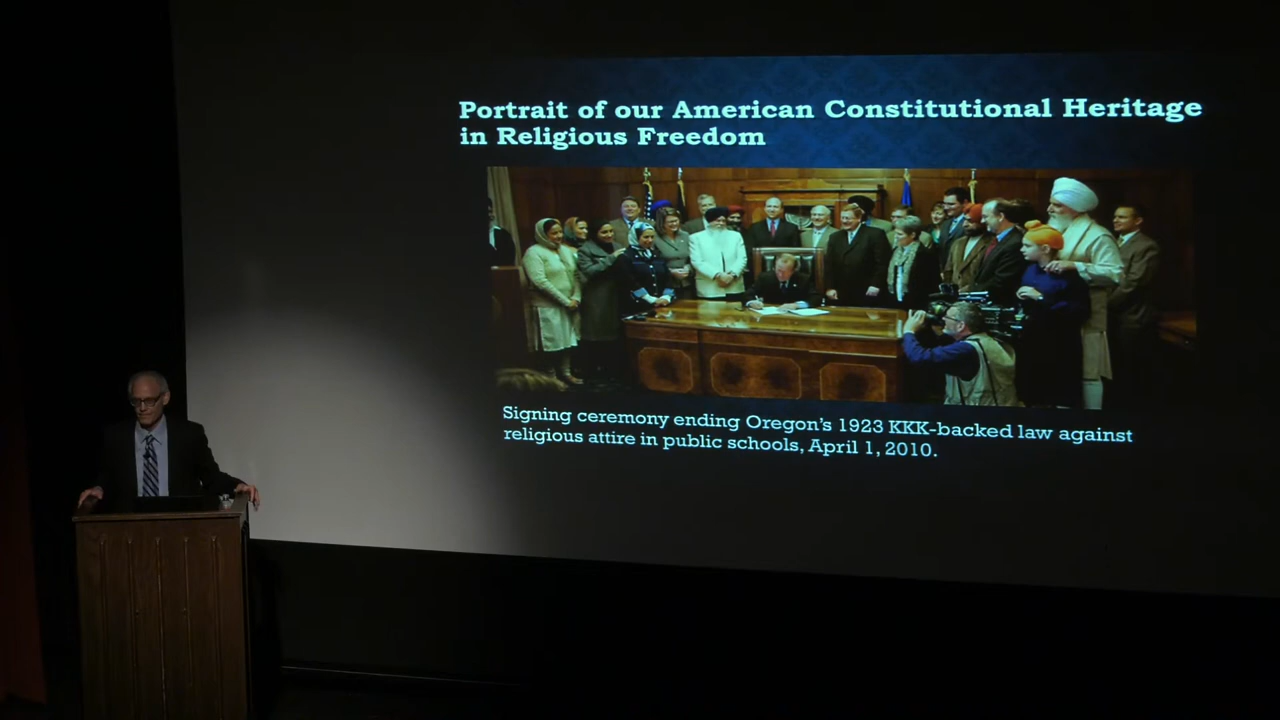 Portrait of our American Constitutional Heritage
in Religious Freedom
Signing ceremony ending Oregon's 1923 KKK-backed law against
religious attire in public schools, April 1, 2010.